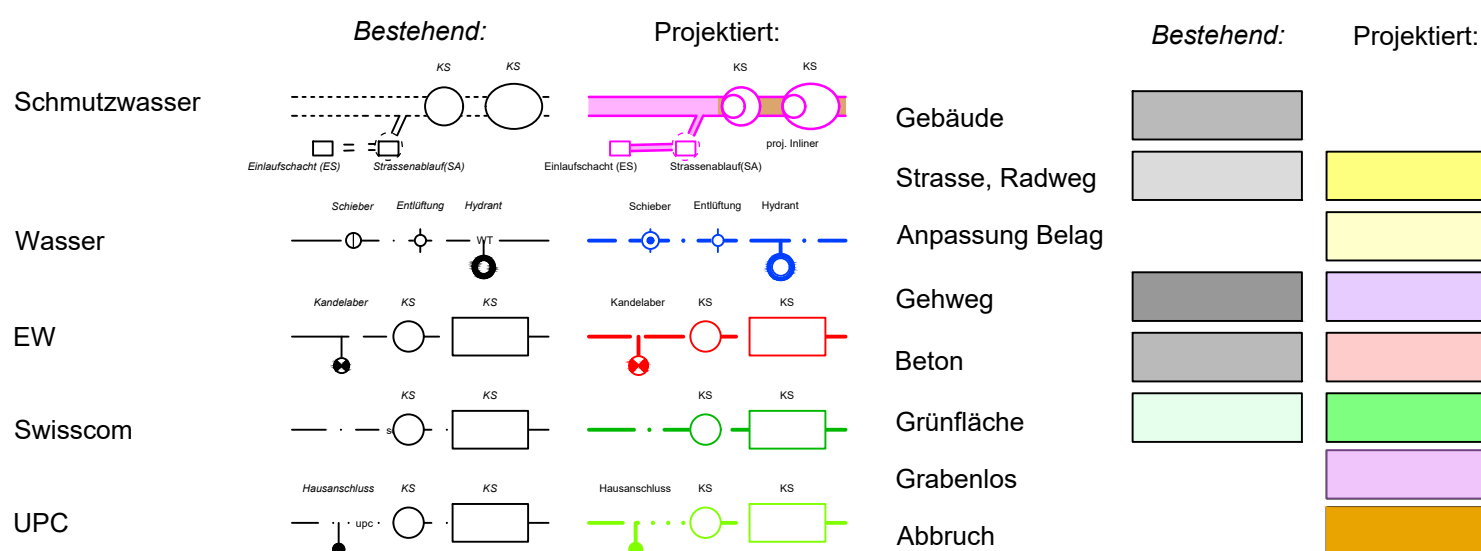 Bestehend: Projektiert:
KS KS KS KS
Schmutzwasser
proj. Inliner
Einlaufschacht (ES) Strassenablauf(SA) Einlaufschacht (ES) Strassenablauf(SA)
Schieber Entlüftung Hydrant Schieber Entlüftung Hydrant
Wasser WT
Kandelaber KS KS Kandelaber KS KS
EW
KS KS KS KS
Swisscom s
Hausanschluss KS KS Hausanschluss KS KS
UPC upc
Bestehend: Projektiert:
Gebäude
Strasse, Radweg
Anpassung Belag
Gehweg
Beton
Grünfläche
Grabenlos
Abbruch